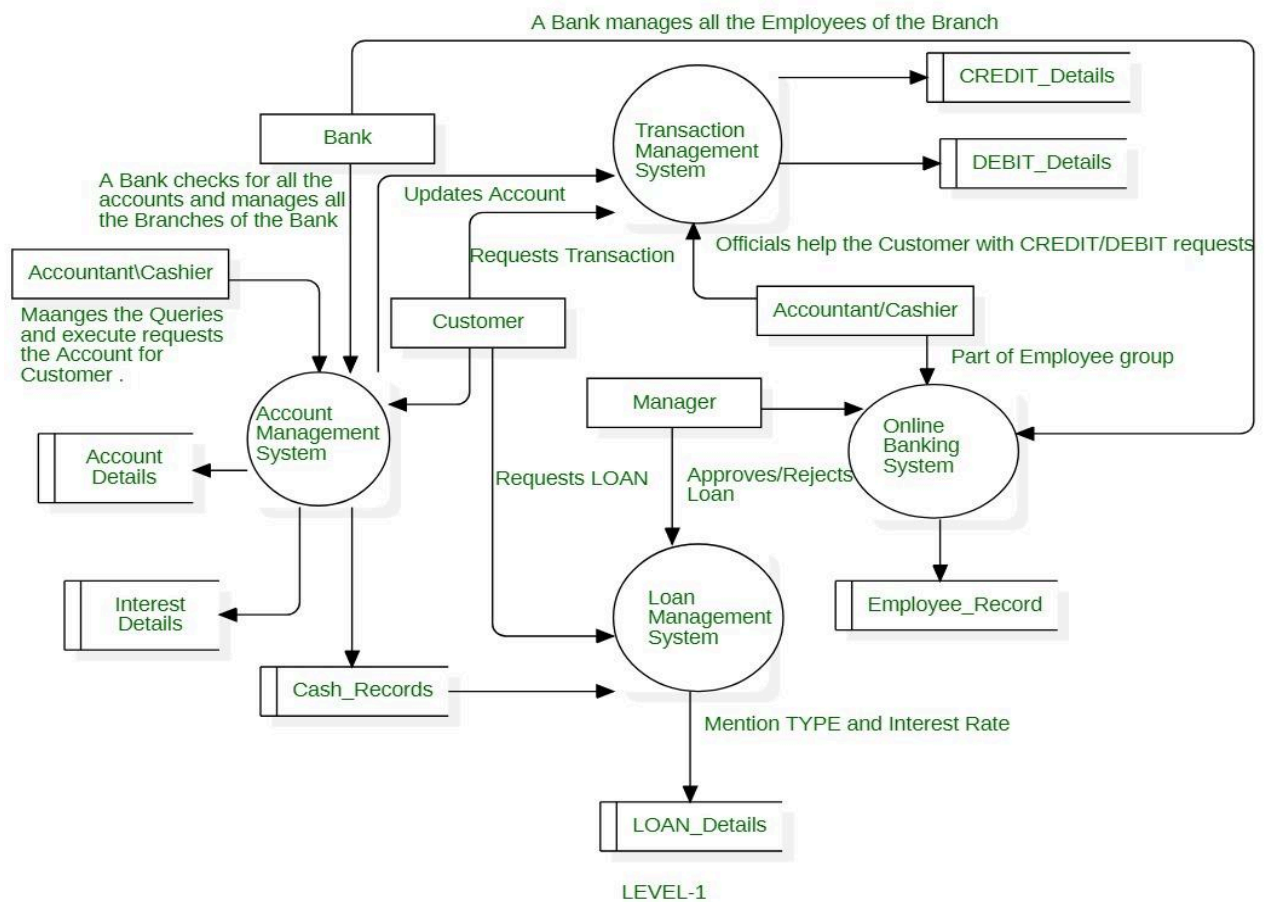 A Bank manages all the Employees of the Branch
CREDIT_Details
Bank
Transaction
Management
System
DEBIT_Details
A Bank checks for all the
accounts and manages all
the Branches of the Bank
Updates Account
Requests Transaction
Officials help the Customer with CREDIT/DEBIT requests
Accountant\Cashier
Maanges the Queries
and execute requests
the Account for
Customer .
Customer
Accountant/Cashier
Part of Employee group
Manager
Account
Management
System
Online
Banking
System
Account
Details
Requests LOAN
Approves/Rejects
Loan
Interest
Details
Loan
Management
System
Employee_Record
Cash_Records
Mention TYPE and Interest Rate
LOAN_Details
LEVEL-1